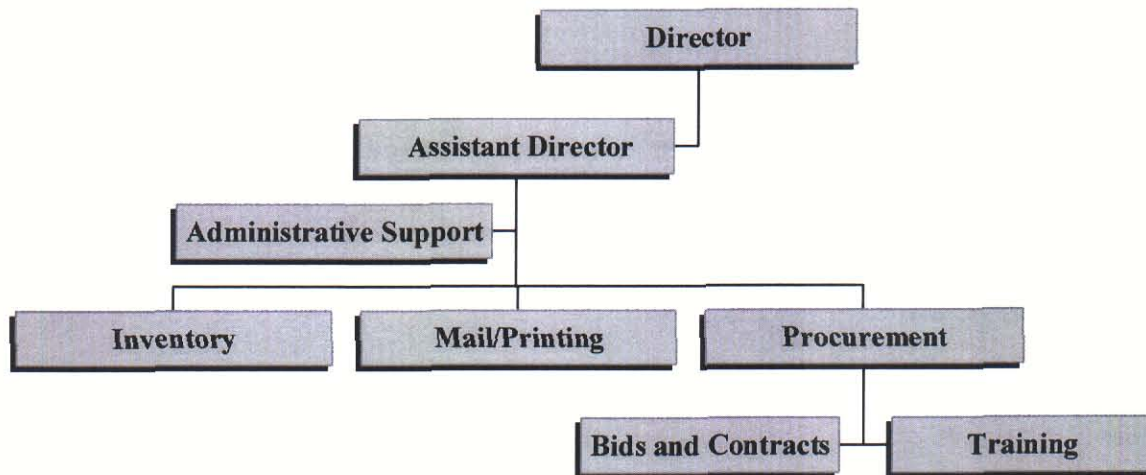 Director
Assistant Director
Administrative Support
Inventory
Mail/Printing
Procurement
Bids and Contracts
Training